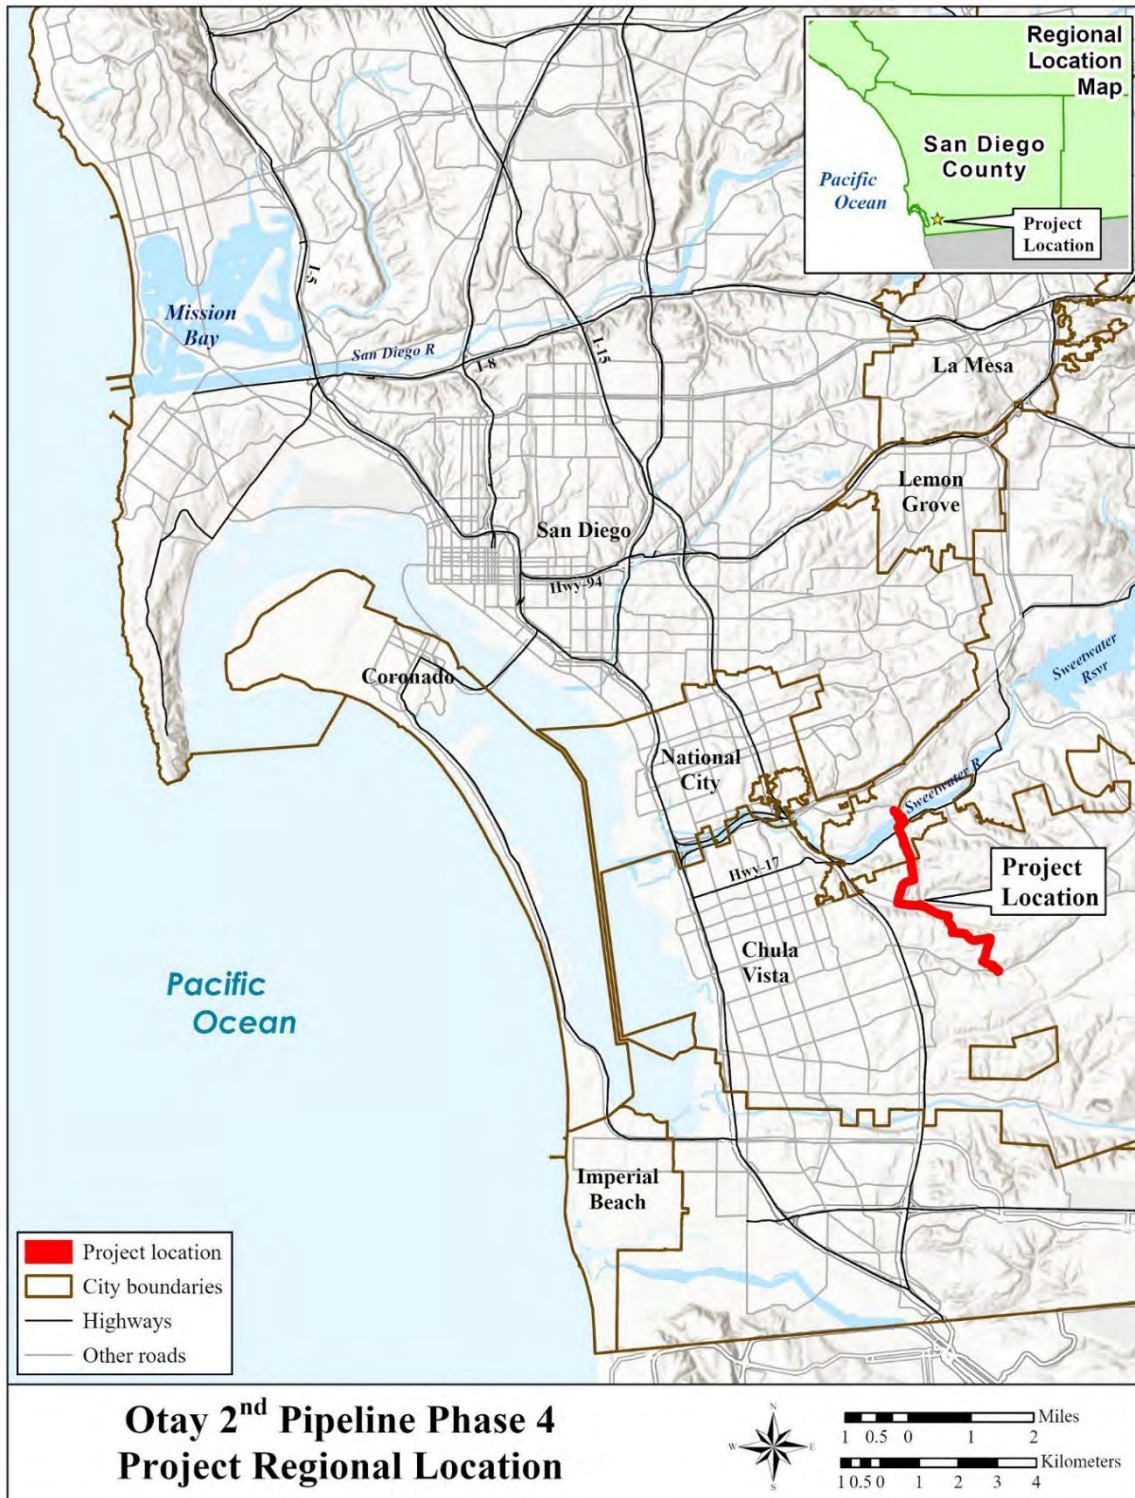 Regional
Location
Map
San Diego
County
Pacific
Ocean
Project
Location
I-5
Mission
Bay
San Diego R
I-8
I-15
La Mesa
Lemon
Grove
San Diego
Hwy-94
Sweetwater
Rsvr
Coronado
National
City
Sweetwater R
Hwy-17
Project
Location
Chula
Vista
Pacific
Ocean
Imperial
Beach
Project location
City boundaries
Highways
Other roads
Otay 2nd Pipeline Phase 4
Project Regional Location
N
W E
S
Miles
1 0.5 0 1 2
Kilometers
1 0.5 0 1 2 3 4